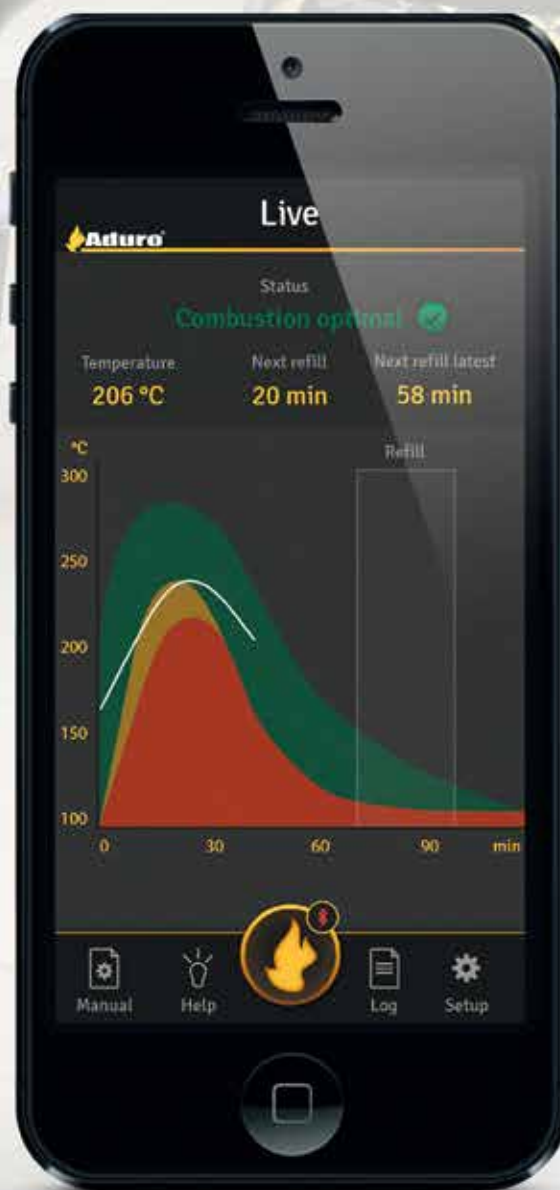 Live
Aduro
Status
Combustion optimal
Temperature Next refill Next refill latest
206 °C 20 min 58 min
°C Refill
300
250
200
150
100
0 30 60 90 min
Manual Help Log Setup